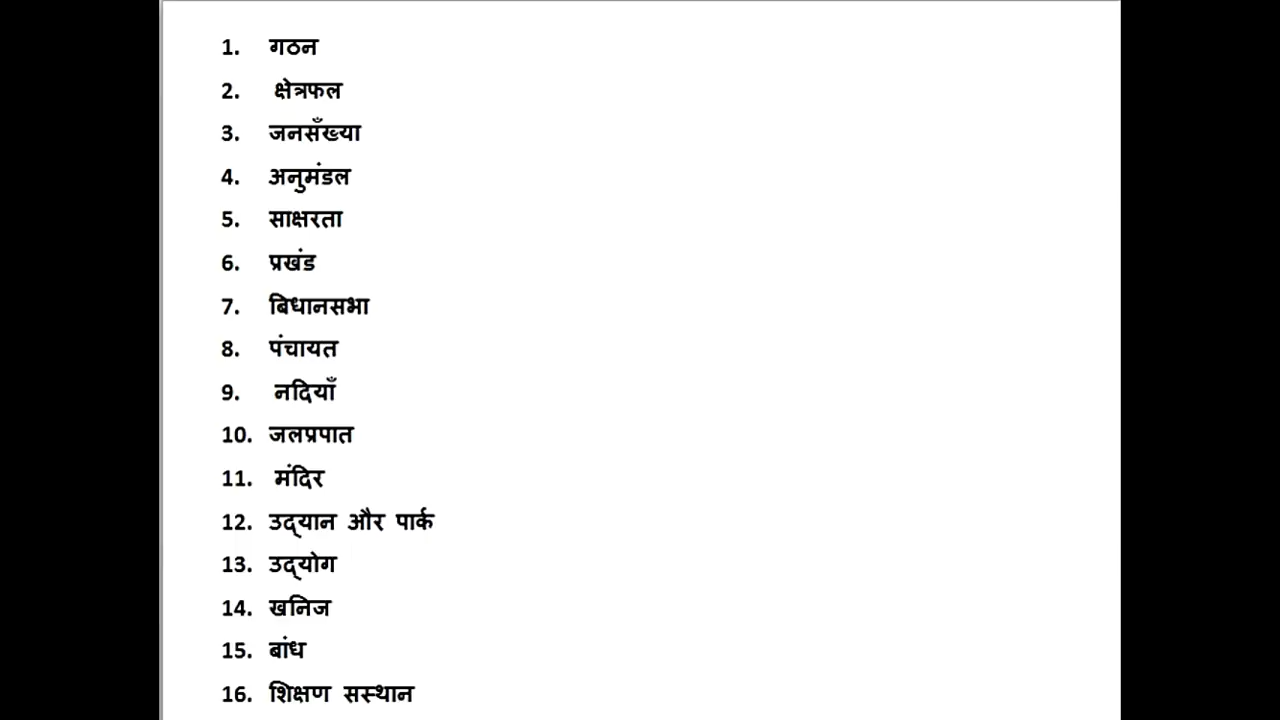 1. गठन
2. क्षेत्रफल
3. जनसँख्या
4. अनुमंडल
5. साक्षरता
6. प्रखंड
7. बिधानसभा
8. पंचायत
9. नदियाँ
10. जलप्रपात
11. मंदिर
12. उद्यान और पार्क
13. उद्योग
14. खनिज
15. बांध
16. शिक्षण सस्थान